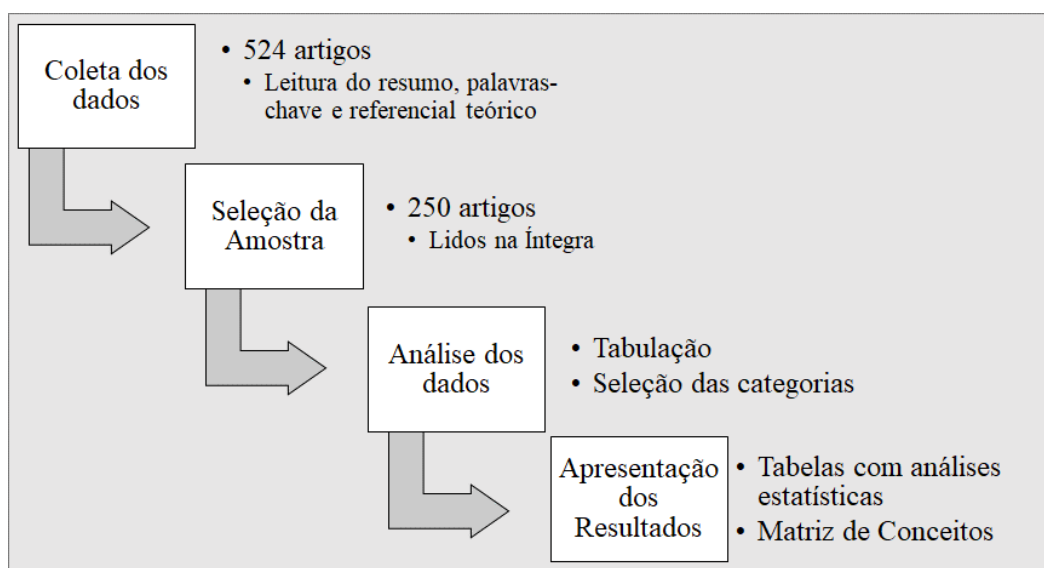 Coleta dos
dados
• 524 artigos
• Leitura do resumo, palavras-
chave e referencial teórico
Seleção da
Amostra
• 250 artigos
• Lidos na Íntegra
Análise dos
dados
• Tabulação
• Seleção das categorias
Apresentação
dos
Resultados
• Tabelas com análises
estatísticas
• Matriz de Conceitos